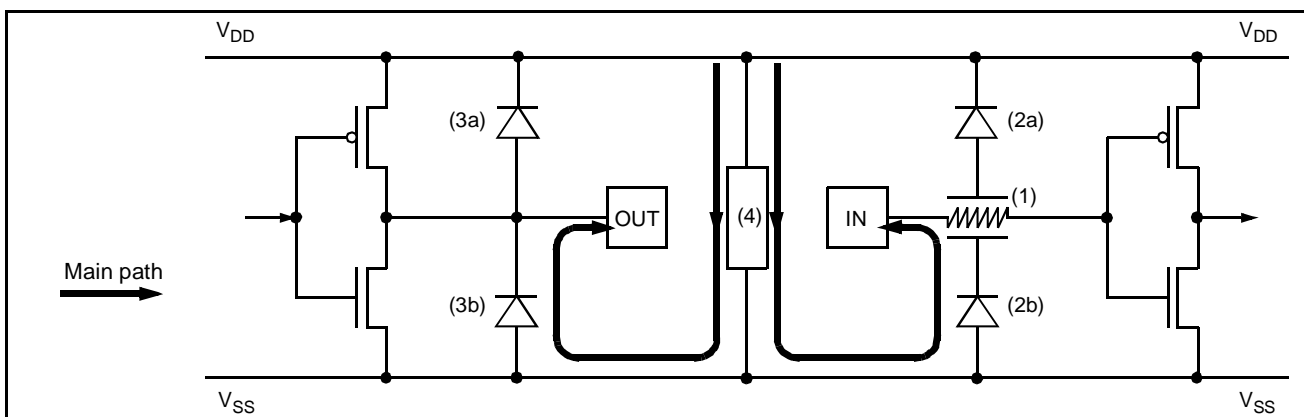 VDD
VDD
(3a)
(2a)
(1)
OUT
(4)
IN
Main path
(3b)
(2b)
VSS
VSS